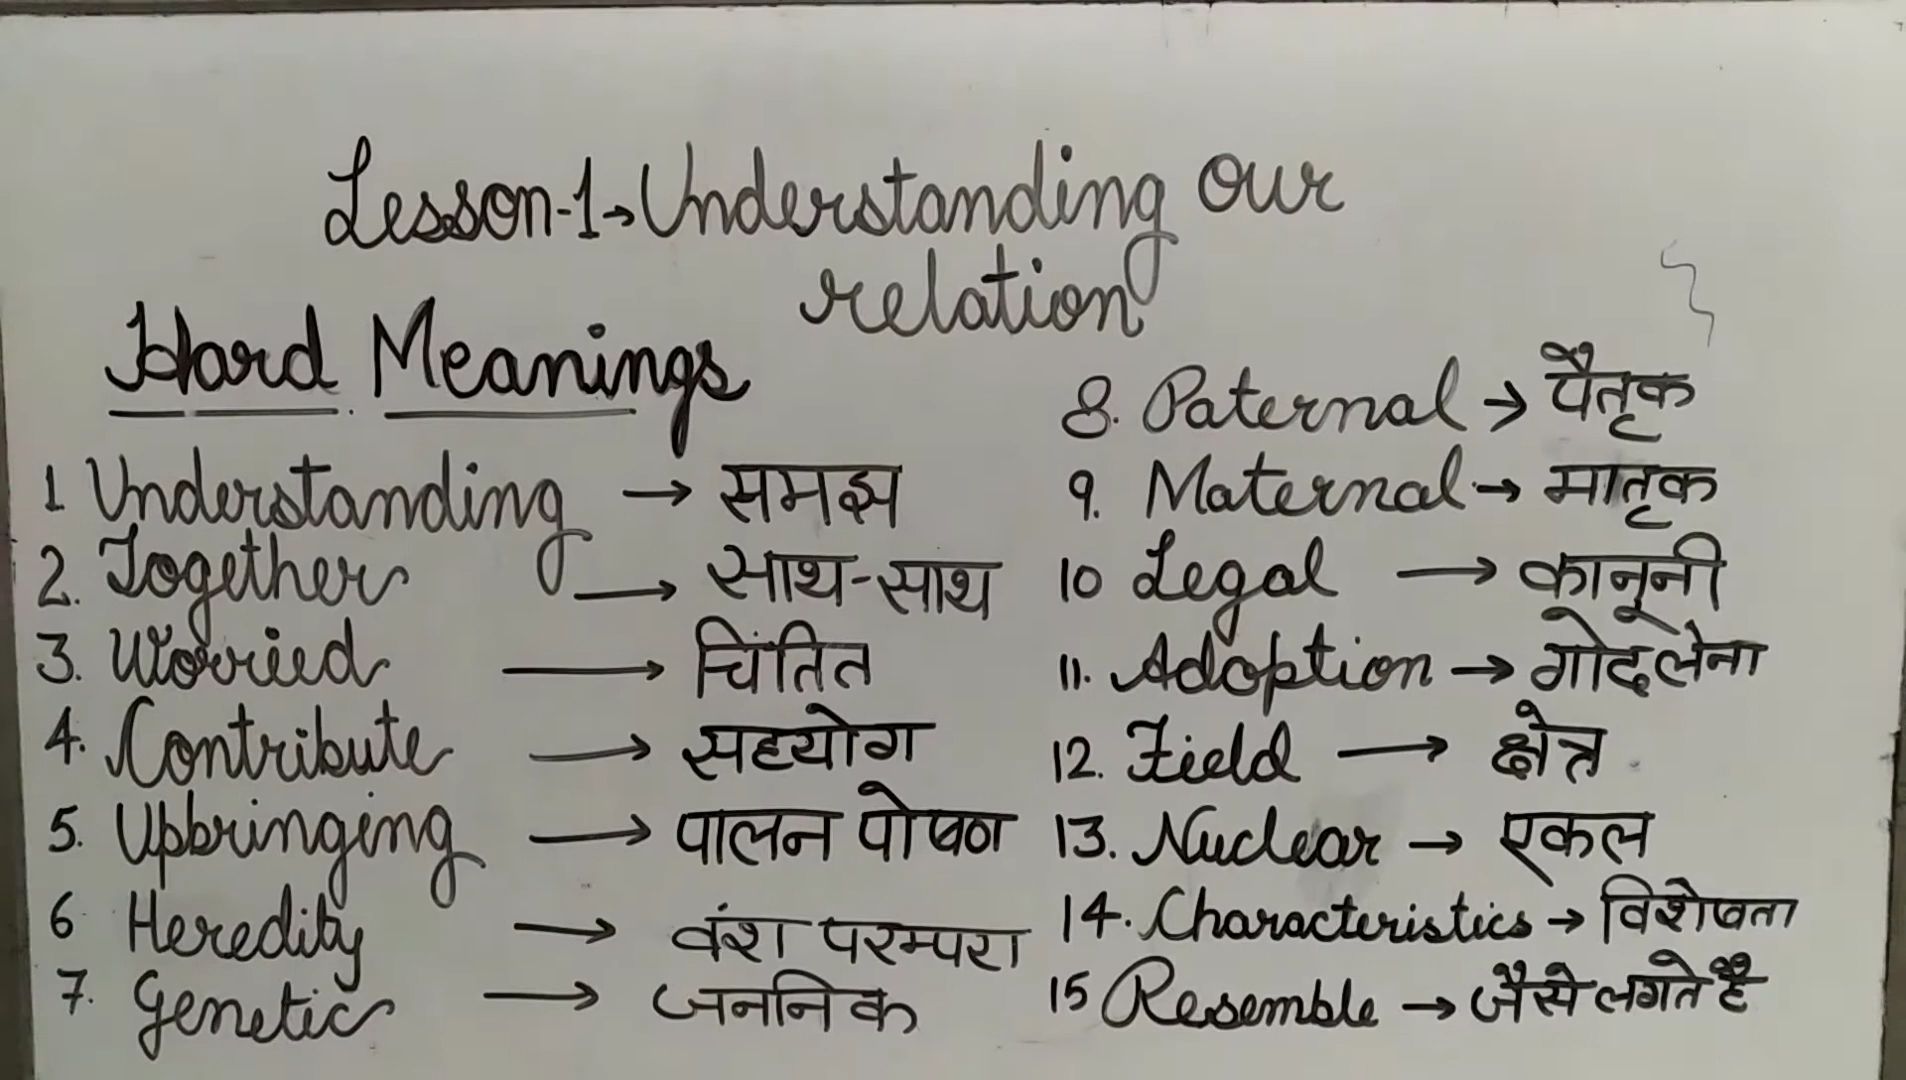 Lesson-1→Understanding Our
relation
Hard Meanings
1 Understanding → समझ
2. Together → साथ-साथ
3. Worried → चिंतित
4. Contribute → सहयोग
5. Upbringing → पालन पोषण
6 Heredity → वंश परम्परा
7. Genetic → जननिक
8. Paternal → पैतृक
9. Maternal → मातृक
10 Legal → कानूनी
11. Adoption → गोद लेना
12. Field → क्षेत्र
13. Nuclear → एकल
14. Characteristics → विशेषता
15 Resemble → जैसे लगते है